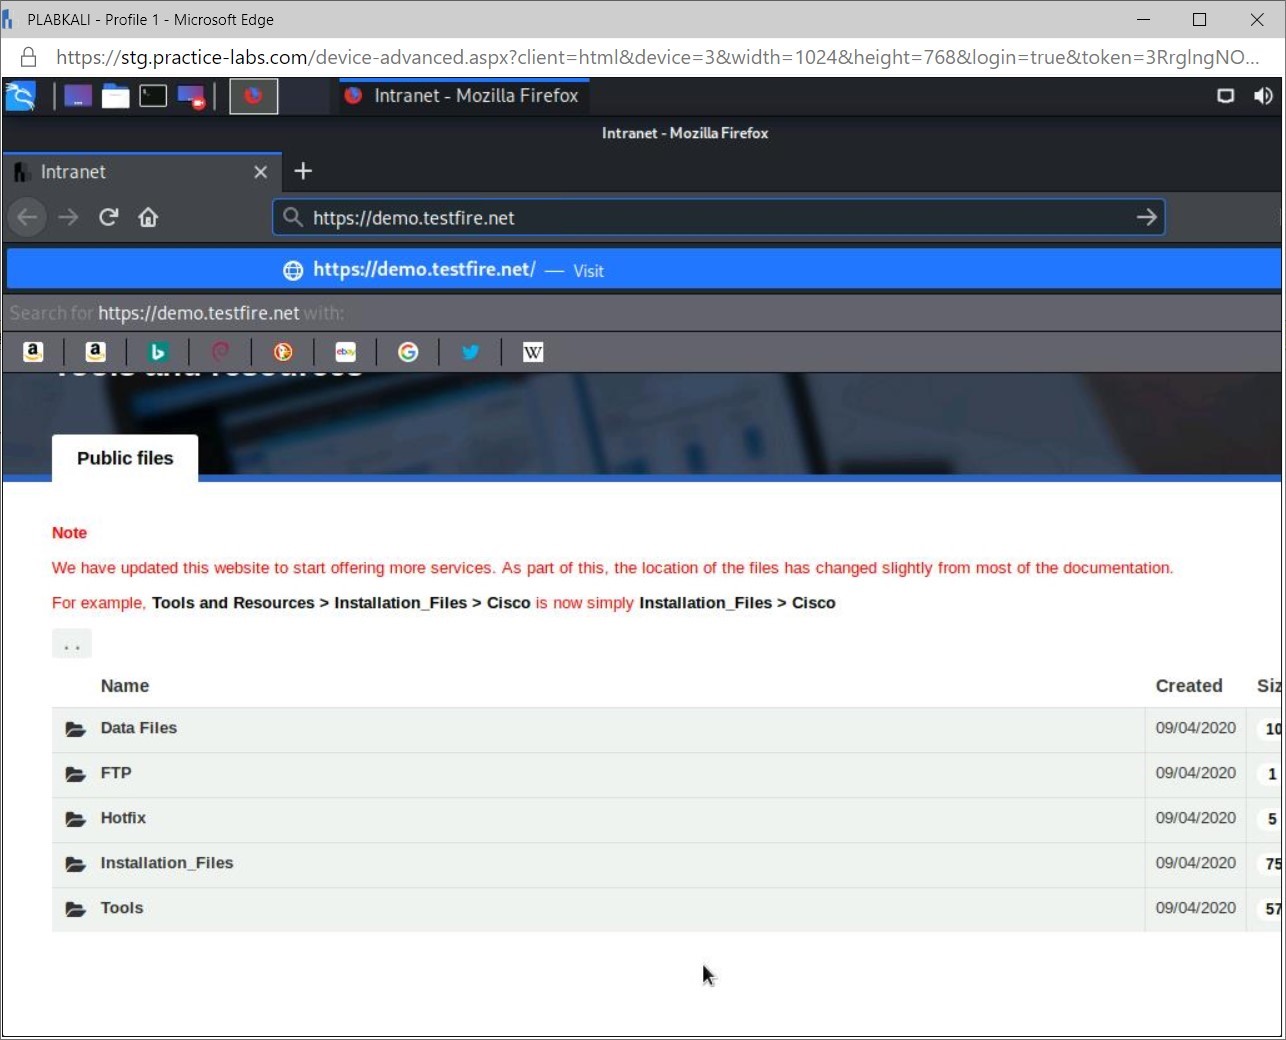 PLABKALI - Profile 1 - Microsoft Edge
https://stg.practice-labs.com/device-advanced.aspx?client=html&device=3&width=1024&height=768&login=true&token=3RrglngNO...
Intranet - Mozilla Firefox
Intranet - Mozilla Firefox
Intranet
https://demo.testfire.net
https://demo.testfire.net/ — Visit
Search for https://demo.testfire.net with:
a a b ebay G W
Tools and resources
Public files
Note
We have updated this website to start offering more services. As part of this, the location of the files has changed slightly from most of the documentation.
For example, Tools and Resources > Installation_Files > Cisco is now simply Installation_Files > Cisco
. .
Name Created Siz
Data Files 09/04/2020 10
FTP 09/04/2020 1
Hotfix 09/04/2020 5
Installation_Files 09/04/2020 75
Tools 09/04/2020 57